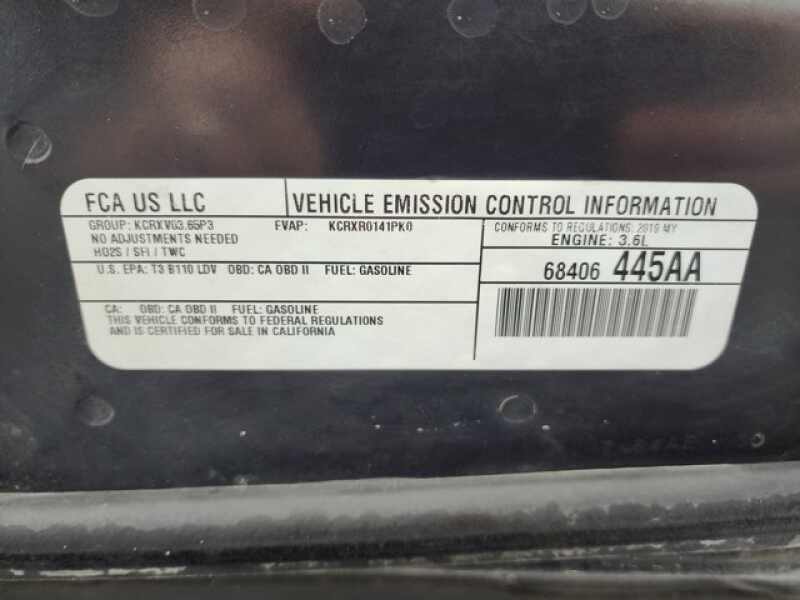 FCA US LLC
VEHICLE EMISSION CONTROL INFORMATION
GROUP: KCRXV03.65P3 EVAP: KCRXR0141PK0
NO ADJUSTMENTS NEEDED
HO2S / SFI / TWC
CONFORMS TO REGULATIONS: 2019 MY
ENGINE: 3.6L
U.S. EPA: T3 B110 LDV OBD: CA OBD II FUEL: GASOLINE
68406 445AA
CA: OBD: CA OBD II FUEL: GASOLINE
THIS VEHICLE CONFORMS TO FEDERAL REGULATIONS
AND IS CERTIFIED FOR SALE IN CALIFORNIA